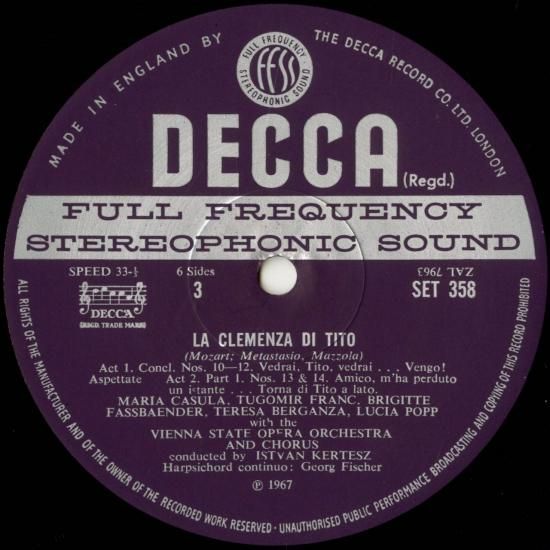 MADE IN ENGLAND BY
THE DECCA RECORD CO. LTD. LONDON
FULL FREQUENCY
FFSS
STEREOPHONIC SOUND
DECCA (Regd.)
FULL FREQUENCY
STEREOPHONIC SOUND
SPEED 33-⅓
6 Sides
3
ZAL 7963
SET 358
DECCA
(REGD. TRADE MARK)
LA CLEMENZA DI TITO
(Mozart; Metastasio, Mazzola)
Act 1. Concl. Nos. 10—12. Vedrai, Tito, vedrai . . . Vengo!
Aspettate Act 2. Part 1. Nos. 13 & 14. Amico, m'ha perduto
un istante . . . Torna di Tito a lato.
MARIA CASULA, TUGOMIR FRANC, BRIGITTE
FASSBAENDER, TERESA BERGANZA, LUCIA POPP
with the
VIENNA STATE OPERA ORCHESTRA
AND CHORUS
conducted by ISTVAN KERTESZ
Harpsichord continuo: Georg Fischer
℗ 1967
ALL RIGHTS OF THE MANUFACTURER AND OF THE OWNER OF THE RECORDED WORK RESERVED · UNAUTHORISED PUBLIC PERFORMANCE BROADCASTING AND COPYING OF THIS RECORD PROHIBITED